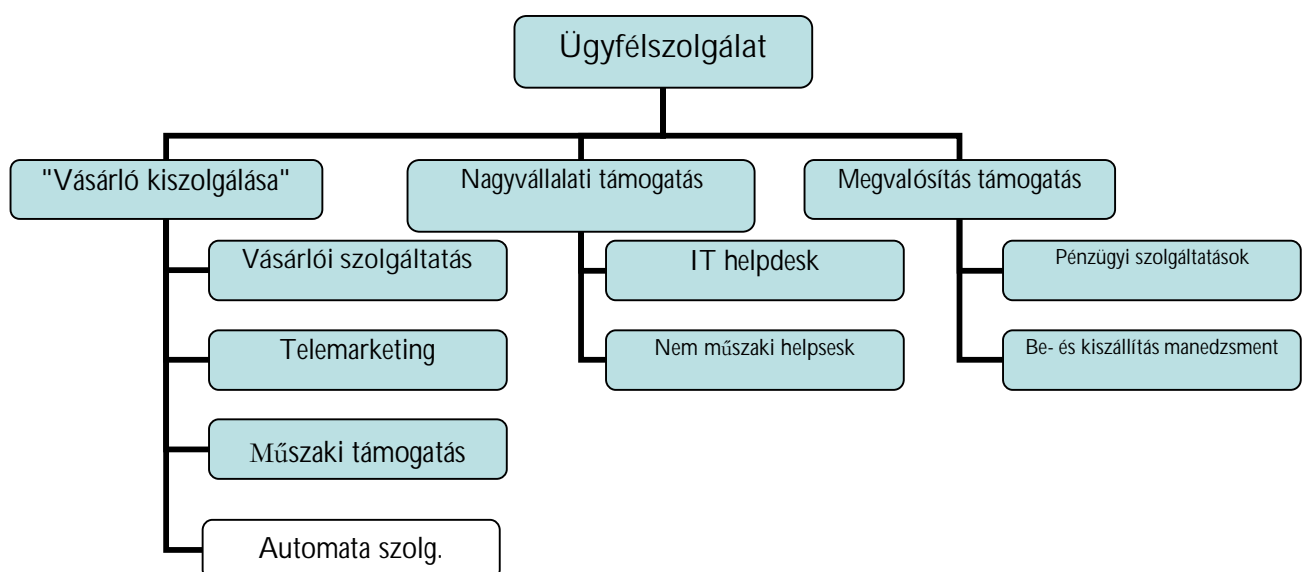 Ügyfélszolgálat
"Vásárló kiszolgálása"
Nagyvállalati támogatás
Megvalósítás támogatás
Vásárlói szolgáltatás
IT helpdesk
Pénzügyi szolgáltatások
Telemarketing
Nem műszaki helpsesk
Be- és kiszállítás manedzsment
Műszaki támogatás
Automata szolg.